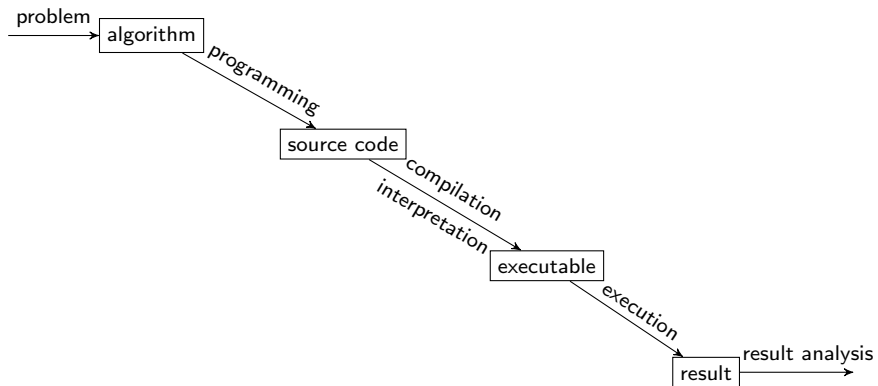 problem
algorithm
programming
source code
compilation
interpretation
executable
execution
result
result analysis